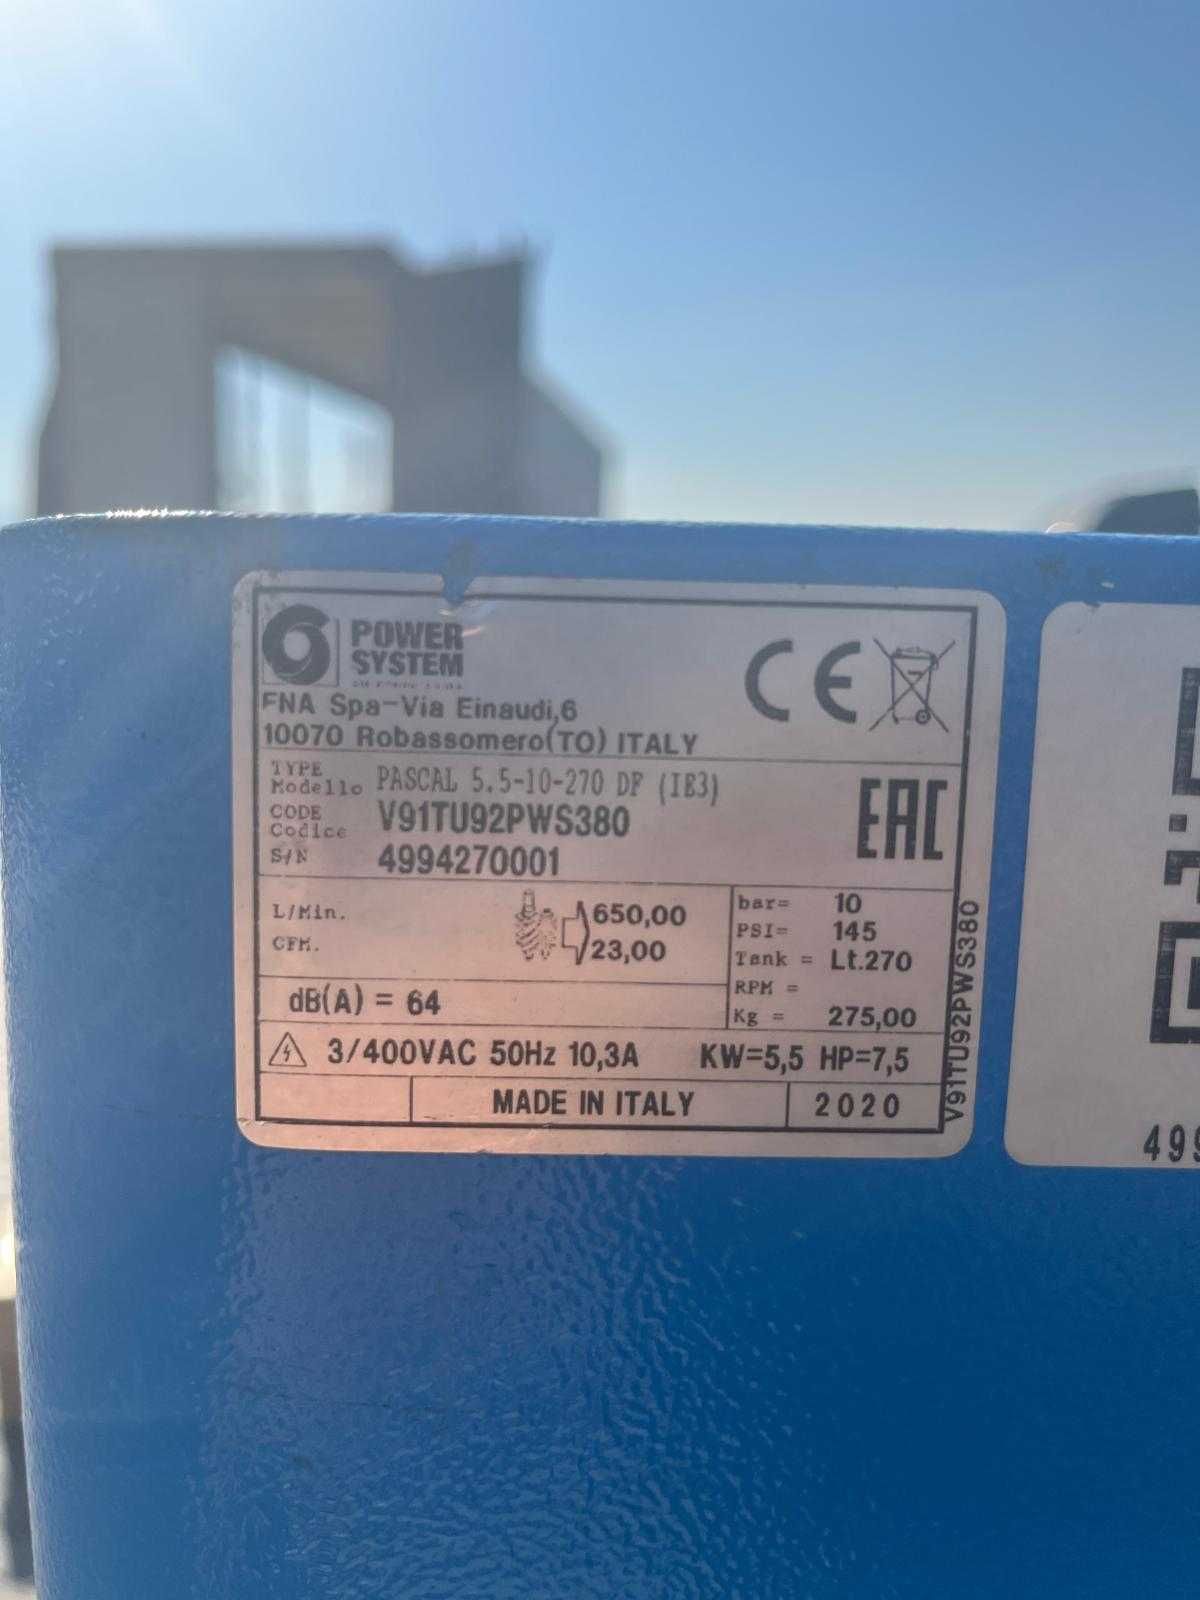 POWER
SYSTEM
FNA Spa-Via Einaudi,6
10070 Robassomero(TO) ITALY
CE
TYPE
Modello PASCAL 5.5-10-270 DF (IE3)
CODE
Codice V91TU92PWS380
S/N 4994270001
EAC
L/Min. 650,00
CFM. 23,00
bar= 10
PSI= 145
Tank = Lt.270
RPM =
Kg = 275,00
dB(A) = 64
3/400VAC 50Hz 10,3A KW=5,5 HP=7,5
MADE IN ITALY 2020
V91TU92PWS380
499